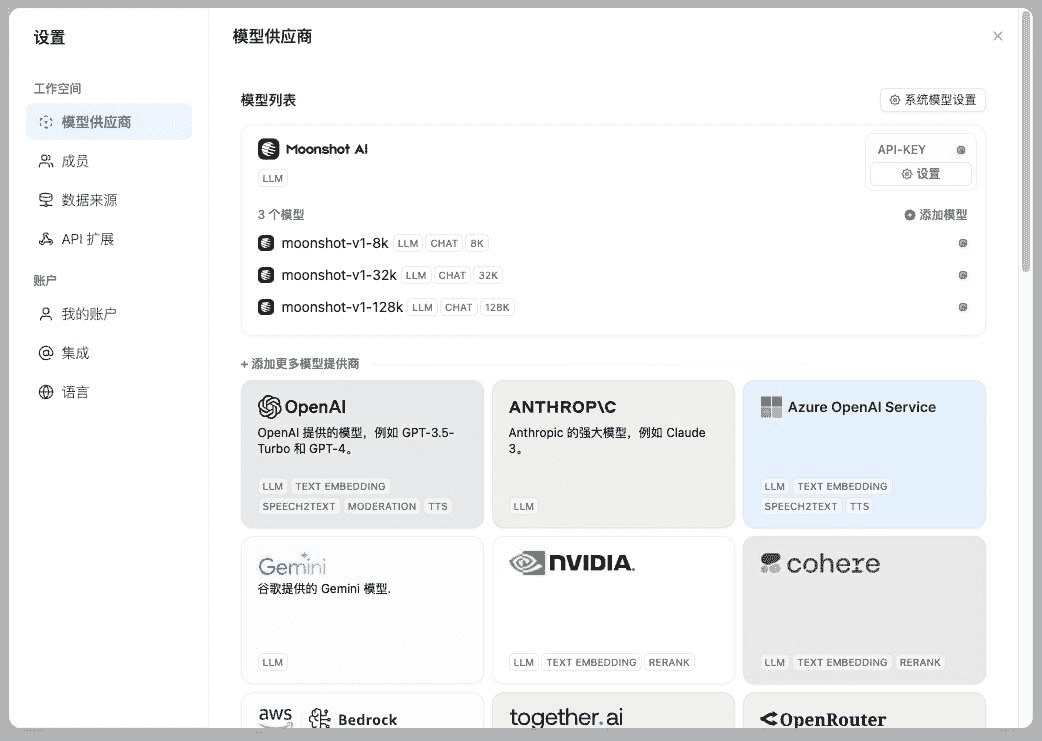 设置
工作空间
模型供应商
成员
数据来源
API 扩展
账户
我的账户
集成
语言
模型供应商
模型列表
系统模型设置
Moonshot AI
LLM
API-KEY
设置
3 个模型
添加模型
moonshot-v1-8k LLM CHAT 8K
moonshot-v1-32k LLM CHAT 32K
moonshot-v1-128k LLM CHAT 128K
+ 添加更多模型提供商
OpenAI
OpenAI 提供的模型，例如 GPT-3.5-
Turbo 和 GPT-4。
LLM TEXT EMBEDDING
SPEECH2TEXT MODERATION TTS
ANTHROP\C
Anthropic 的强大模型，例如 Claude
3。
LLM
Azure OpenAI Service
LLM TEXT EMBEDDING
SPEECH2TEXT TTS
Gemini
谷歌提供的 Gemini 模型.
LLM
NVIDIA.
LLM TEXT EMBEDDING RERANK
cohere
LLM TEXT EMBEDDING RERANK
aws Bedrock
together.ai
OpenRouter